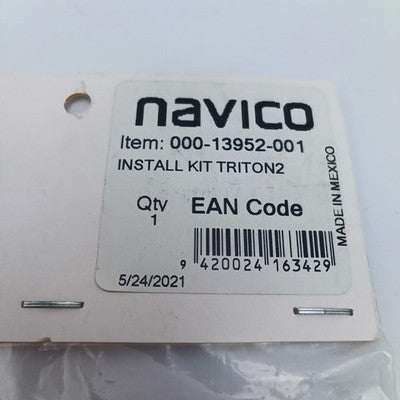 navico
Item: 000-13952-001
INSTALL KIT TRITON2
Qty EAN Code
1
9 420024 163429
5/24/2021
MADE IN MEXICO